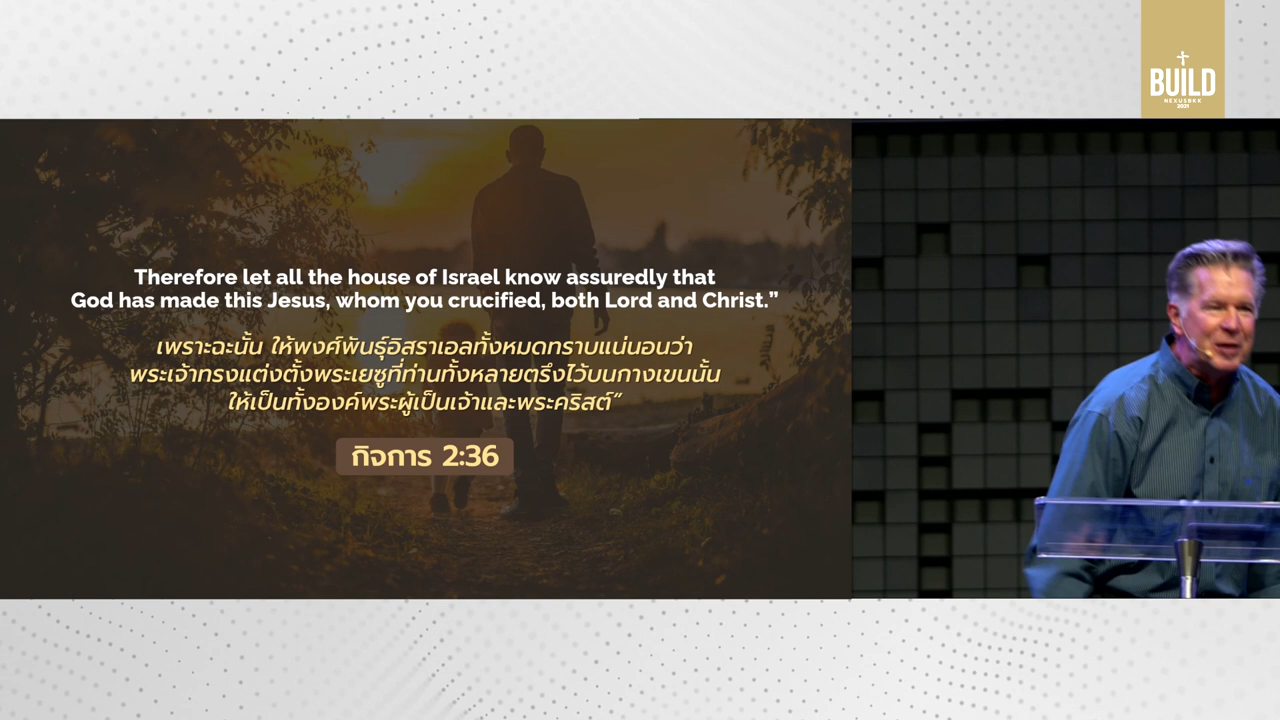 BUILD
NEXUSBKK
2021
Therefore let all the house of Israel know assuredly that
God has made this Jesus, whom you crucified, both Lord and Christ.”
เพราะฉะนั้น ให้พงศ์พันธุ์อิสราเอลทั้งหมดทราบแน่นอนว่า
พระเจ้าทรงแต่งตั้งพระเยซูที่ท่านทั้งหลายตรึงไว้บนกางเขนนั้น
ให้เป็นทั้งองค์พระผู้เป็นเจ้าและพระคริสต์”
กิจการ 2:36